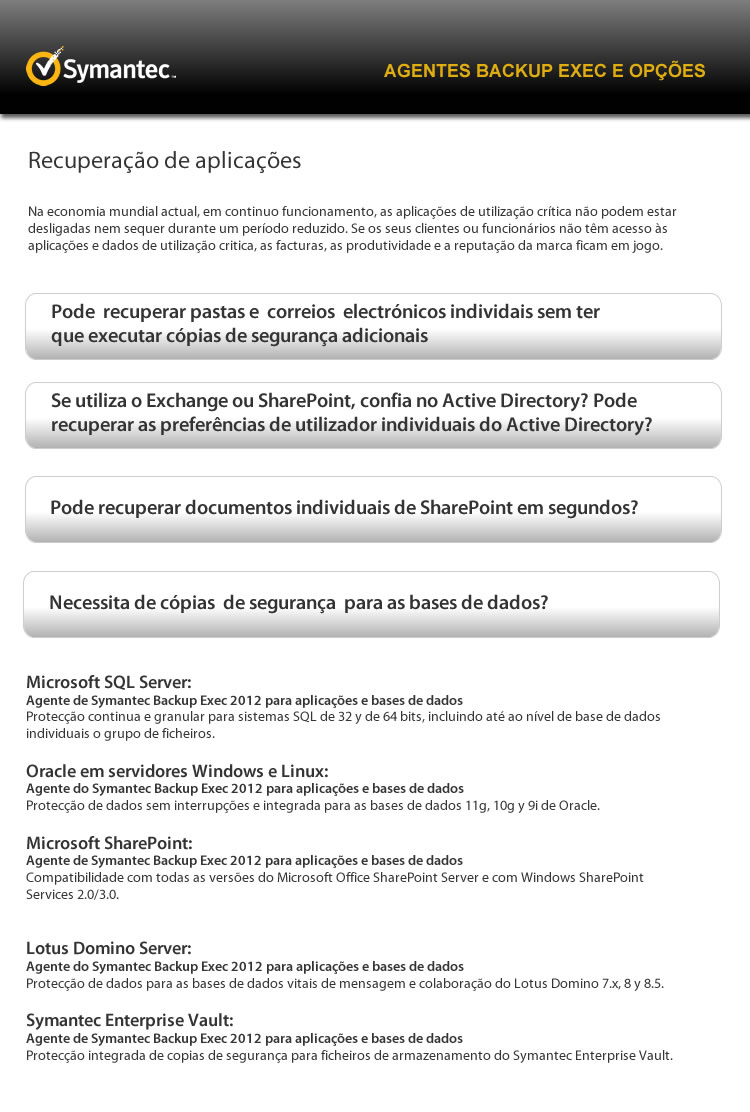 Symantec™
AGENTES BACKUP EXEC E OPÇÕES
Recuperação de aplicações
Na economia mundial actual, em continuo funcionamento, as aplicações de utilização crítica não podem estar
desligadas nem sequer durante um período reduzido. Se os seus clientes ou funcionários não têm acesso às
aplicações e dados de utilização critica, as facturas, as produtividade e a reputação da marca ficam em jogo.
Pode recuperar pastas e correios electrónicos individais sem ter
que executar cópias de segurança adicionais
Se utiliza o Exchange ou SharePoint, confia no Active Directory? Pode
recuperar as preferências de utilizador individuais do Active Directory?
Pode recuperar documentos individuais de SharePoint em segundos?
Necessita de cópias de segurança para as bases de dados?
Microsoft SQL Server:
Agente de Symantec Backup Exec 2012 para aplicações e bases de dados
Protecção continua e granular para sistemas SQL de 32 y de 64 bits, incluindo até ao nível de base de dados
individuais o grupo de ficheiros.
Oracle em servidores Windows e Linux:
Agente do Symantec Backup Exec 2012 para aplicações e bases de dados
Protecção de dados sem interrupções e integrada para as bases de dados 11g, 10g y 9i de Oracle.
Microsoft SharePoint:
Agente de Symantec Backup Exec 2012 para aplicações e bases de dados
Compatibilidade com todas as versões do Microsoft Office SharePoint Server e com Windows SharePoint
Services 2.0/3.0.
Lotus Domino Server:
Agente do Symantec Backup Exec 2012 para aplicações e bases de dados
Protecção de dados para as bases de dados vitais de mensagem e colaboração do Lotus Domino 7.x, 8 y 8.5.
Symantec Enterprise Vault:
Agente de Symantec Backup Exec 2012 para aplicações e bases de dados
Protecção integrada de copias de segurança para ficheiros de armazenamento do Symantec Enterprise Vault.